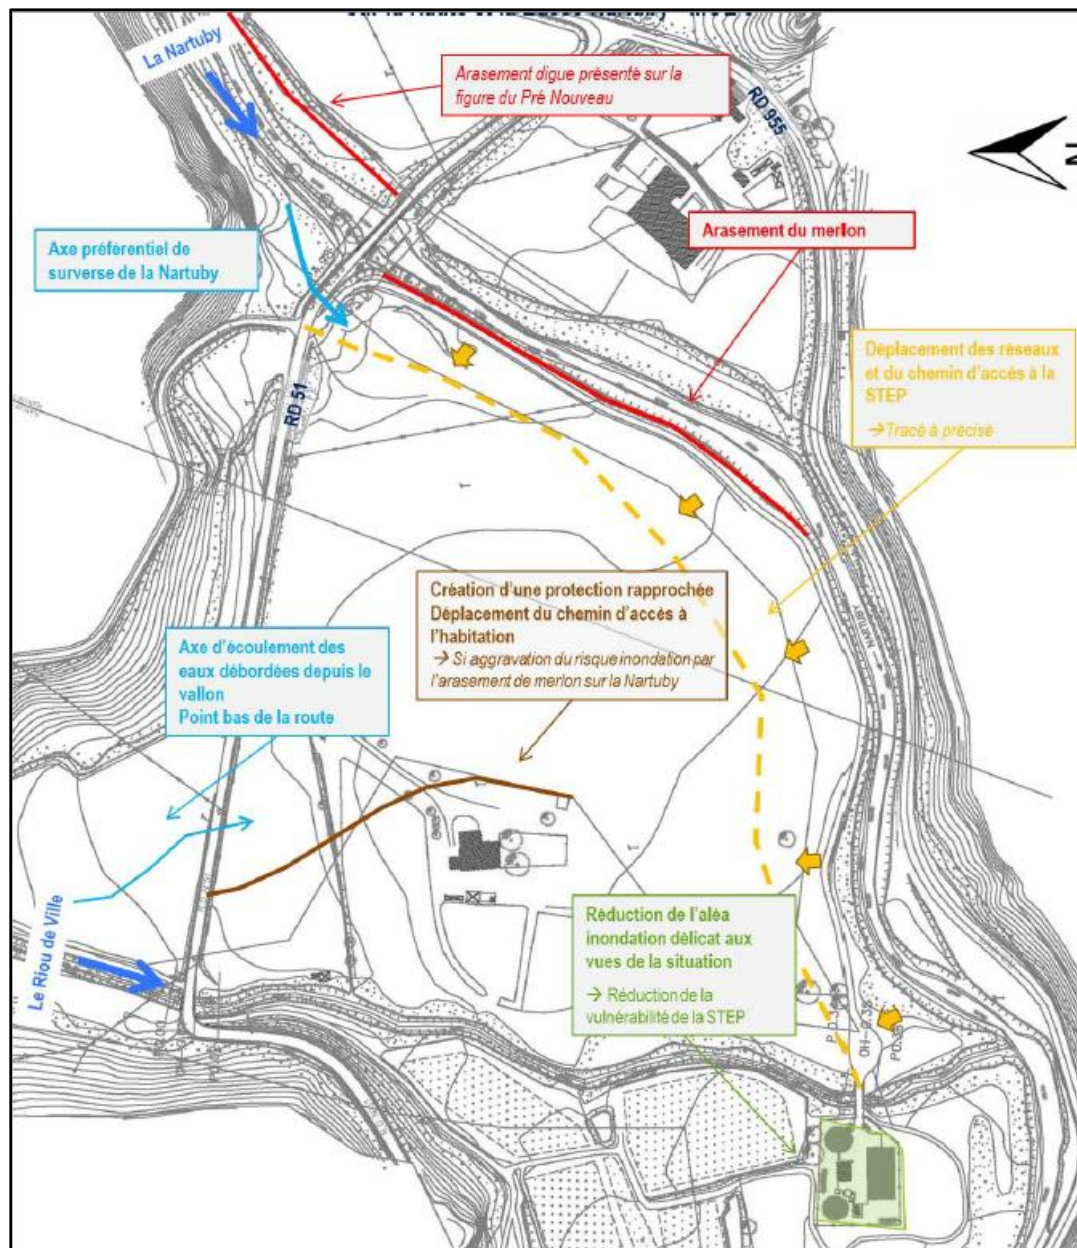 La Nartuby
Arasement digue présenté sur la
figure du Pré Nouveau
RD 955
N
Axe préférentiel de
surverse de la Nartuby
Arasement du merlon
Déplacement des réseaux
et du chemin d'accès à la
STEP
→Tracé à précisé
RD 51
Création d'une protection rapprochée
Déplacement du chemin d'accès à
l'habitation
→ Si aggravation du risque inondation par
l'arasement de merlon sur la Nartuby
NARTUBY
Axe d'écoulement des
eaux débordées depuis le
vallon
Point bas de la route
Le Riou de Ville
Réduction de l'aléa
inondation délicat aux
vues de la situation
→ Réduction de la
vulnérabilité de la STEP